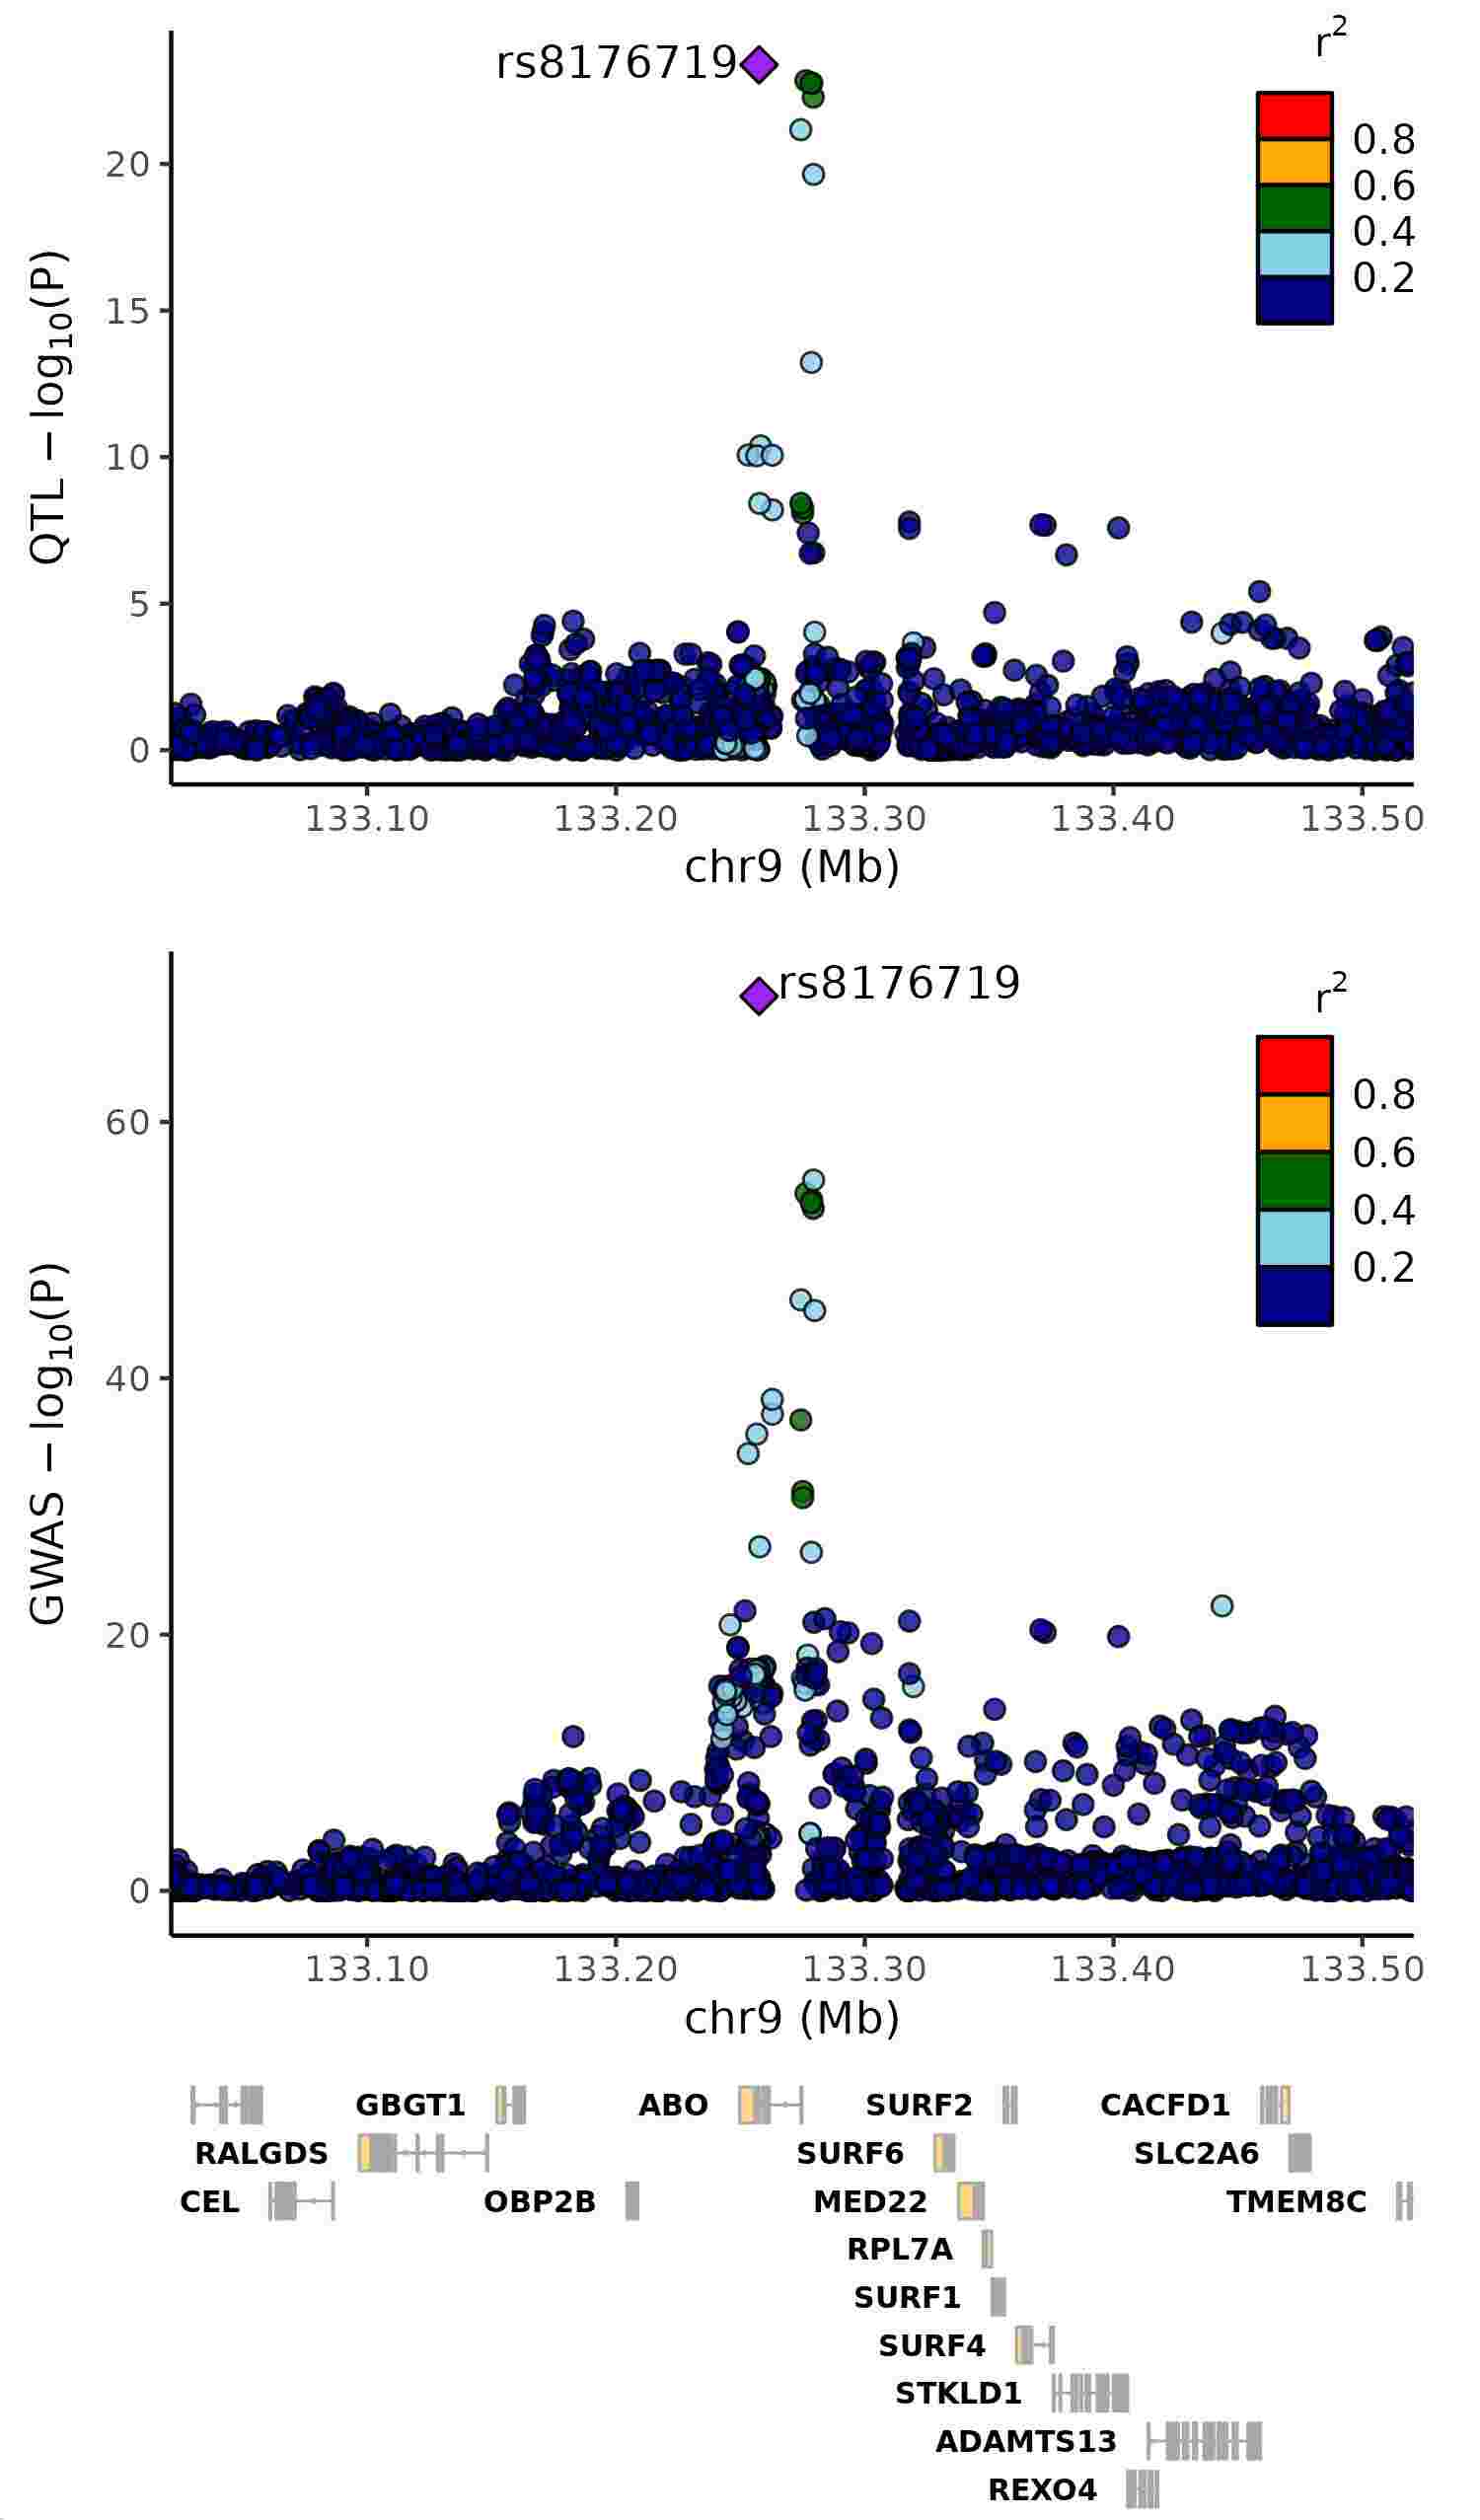 r2
rs8176719
0.8
0.6
0.4
0.2
20
15
10
5
0
QTL −log10(P)
133.10 133.20 133.30 133.40 133.50
chr9 (Mb)
rs8176719
r2
0.8
0.6
0.4
0.2
60
40
20
0
GWAS −log10(P)
133.10 133.20 133.30 133.40 133.50
chr9 (Mb)
GBGT1 ABO SURF2 CACFD1
RALGDS SURF6 SLC2A6
CEL OBP2B MED22 TMEM8C
RPL7A
SURF1
SURF4
STKLD1
ADAMTS13
REXO4